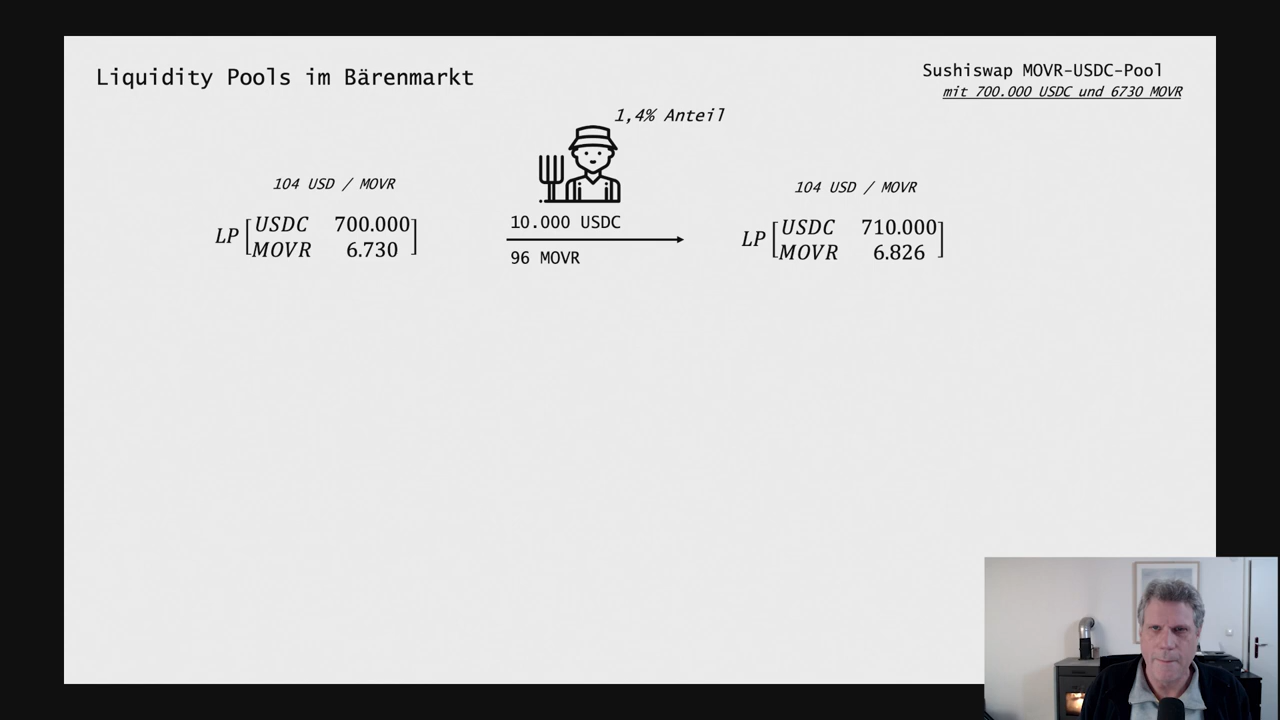 Liquidity Pools im Bärenmarkt
Sushiswap MOVR-USDC-Pool
mit 700.000 USDC und 6730 MOVR
1,4% Anteil
104 USD / MOVR
LP [USDC 700.000]
[MOVR 6.730]
10.000 USDC
96 MOVR
104 USD / MOVR
LP [USDC 710.000]
[MOVR 6.826]